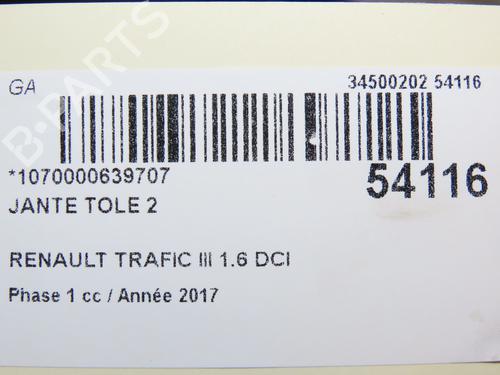 GA 34500202 54116
*1070000639707
54116
JANTE TOLE 2
RENAULT TRAFIC III 1.6 DCI
Phase 1 cc / Année 2017
B-PARTS